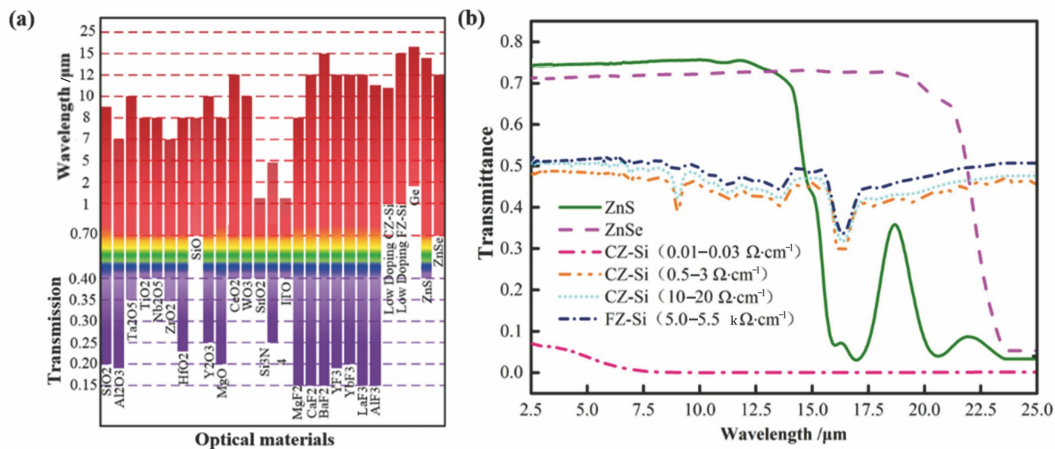 (a)
Wavelength /μm
25
15
12
10
8
7
5
2
1
0.70
0.40
0.35
0.30
0.25
0.20
0.15
Transmission
SiO2
Al2O3
Ta2O5
TiO2
Nb2O5
ZrO2
HfO2
SiO
Y2O3
MgO
CeO2
WO3
SnO2
Si3N
4
ITO
MgF2
CaF2
BaF2
YF3
YbF3
LaF3
AlF3
Low Doping CZ-Si
Low Doping FZ-Si
Ge
ZnS
ZnSe
Optical materials
(b)
Transmittance
0.8
0.7
0.6
0.5
0.4
0.3
0.2
0.1
0.0
ZnS
ZnSe
CZ-Si (0.01–0.03 Ω·cm⁻¹)
CZ-Si (0.5–3 Ω·cm⁻¹)
CZ-Si (10–20 Ω·cm⁻¹)
FZ-Si (5.0–5.5 kΩ·cm⁻¹)
2.5 5.0 7.5 10.0 12.5 15.0 17.5 20.0 22.5 25.0
Wavelength /μm